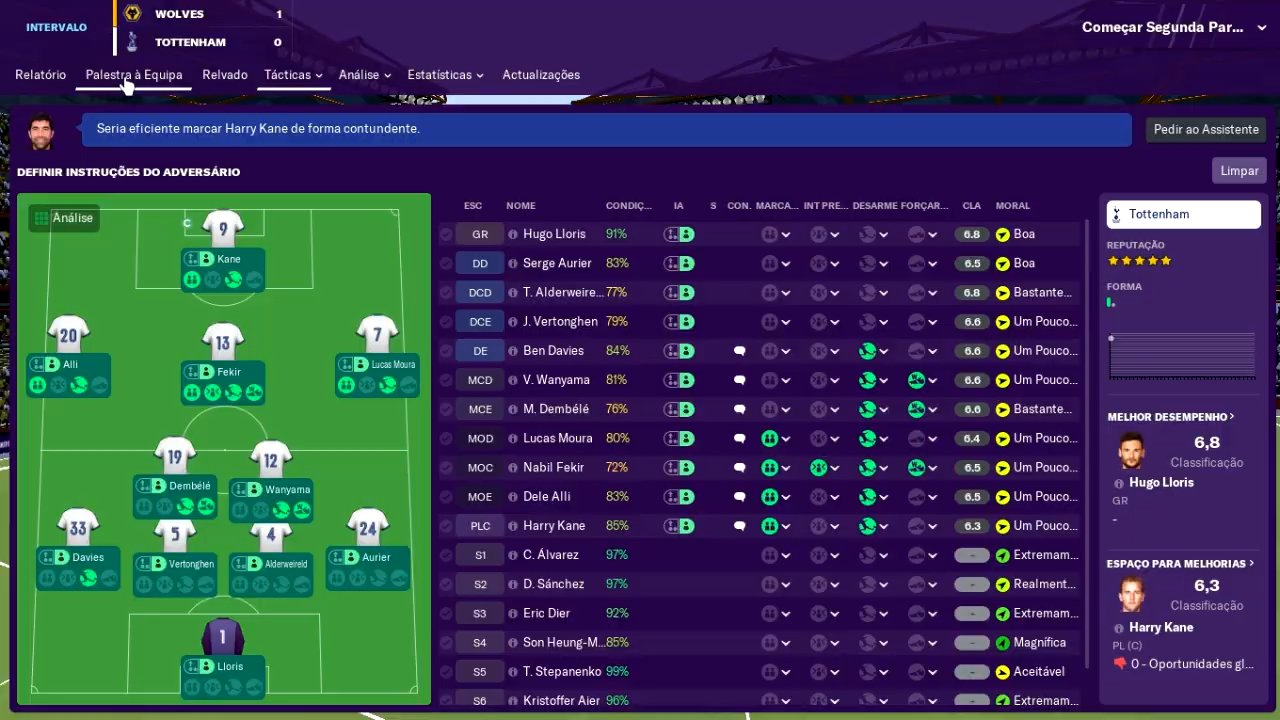 INTERVALO
WOLVES 1
TOTTENHAM 0
Começar Segunda Par...
Relatório Palestra à Equipa Relvado Tácticas Análise Estatísticas Actualizações
Seria eficiente marcar Harry Kane de forma contundente.
Pedir ao Assistente
DEFINIR INSTRUÇÕES DO ADVERSÁRIO
Limpar
Análise
C
9
Kane
20
Alli
13
Fekir
7
Lucas Moura
19
Dembélé
12
Wanyama
33
Davies
5
Vertonghen
4
Alderweireld
24
Aurier
1
Lloris
ESC NOME CONDIÇ... IA S CON. MARCA... INT PRE... DESARME FORÇAR... CLA MORAL
GR Hugo Lloris 91% 6.8 Boa
DD Serge Aurier 83% 6.5 Boa
DCD T. Alderweire... 77% 6.8 Bastante...
DCE J. Vertonghen 79% 6.6 Um Pouco...
DE Ben Davies 84% 6.6 Um Pouco...
MCD V. Wanyama 81% 6.6 Um Pouco...
MCE M. Dembélé 76% 6.6 Bastante...
MOD Lucas Moura 80% 6.4 Um Pouco...
MOC Nabil Fekir 72% 6.5 Um Pouco...
MOE Dele Alli 83% 6.5 Um Pouco...
PLC Harry Kane 85% 6.3 Um Pouco...
S1 C. Álvarez 97% - Extremam...
S2 D. Sánchez 97% - Realment...
S3 Eric Dier 92% - Extremam...
S4 Son Heung-M... 85% - Magnífica
S5 T. Stepanenko 99% - Aceitável
S6 Kristoffer Ajer 96% - Extremam...
Tottenham
REPUTAÇÃO
FORMA
MELHOR DESEMPENHO
6,8
Classificação
Hugo Lloris
GR
-
ESPAÇO PARA MELHORIAS
6,3
Classificação
Harry Kane
PL (C)
0 - Oportunidades gl...